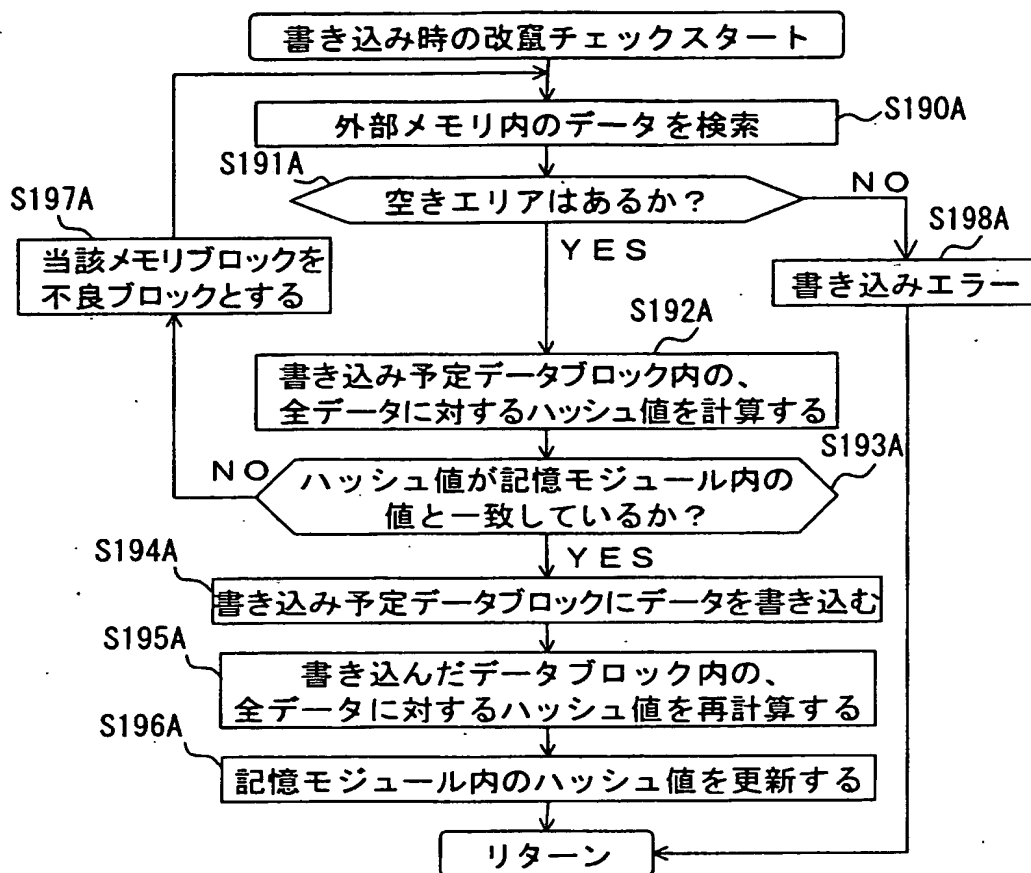 書き込み時の改竄チェックスタート
S190A
外部メモリ内のデータを検索
S191A
空きエリアはあるか？
NO
S197A
当該メモリブロックを
不良ブロックとする
YES
S198A
書き込みエラー
S192A
書き込み予定データブロック内の、
全データに対するハッシュ値を計算する
S193A
NO
ハッシュ値が記憶モジュール内の
値と一致しているか？
YES
S194A
書き込み予定データブロックにデータを書き込む
S195A
書き込んだデータブロック内の、
全データに対するハッシュ値を再計算する
S196A
記憶モジュール内のハッシュ値を更新する
リターン